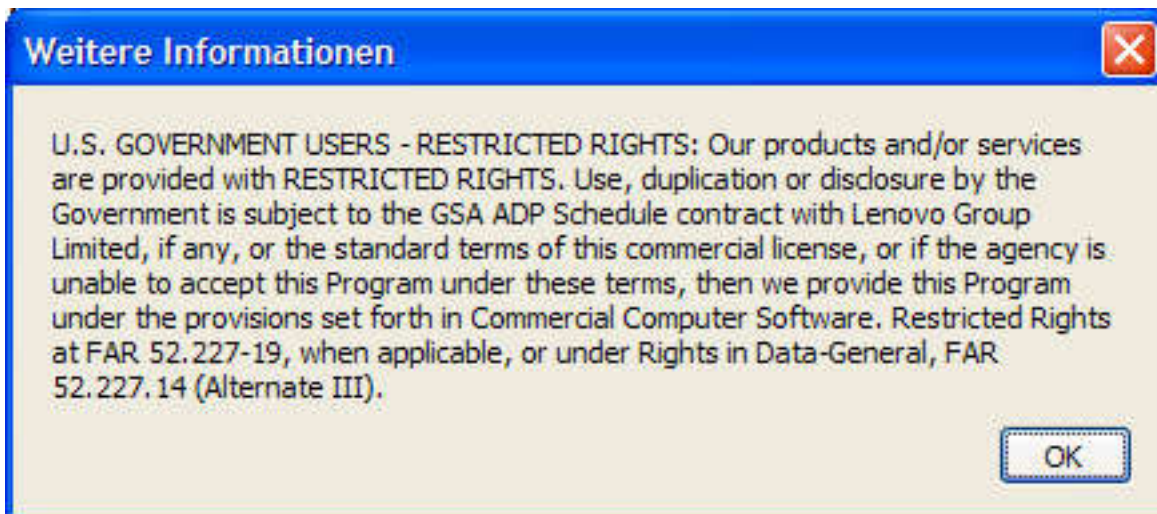 Weitere Informationen
U.S. GOVERNMENT USERS - RESTRICTED RIGHTS: Our products and/or services
are provided with RESTRICTED RIGHTS. Use, duplication or disclosure by the
Government is subject to the GSA ADP Schedule contract with Lenovo Group
Limited, if any, or the standard terms of this commercial license, or if the agency is
unable to accept this Program under these terms, then we provide this Program
under the provisions set forth in Commercial Computer Software. Restricted Rights
at FAR 52.227-19, when applicable, or under Rights in Data-General, FAR
52.227.14 (Alternate III).
OK